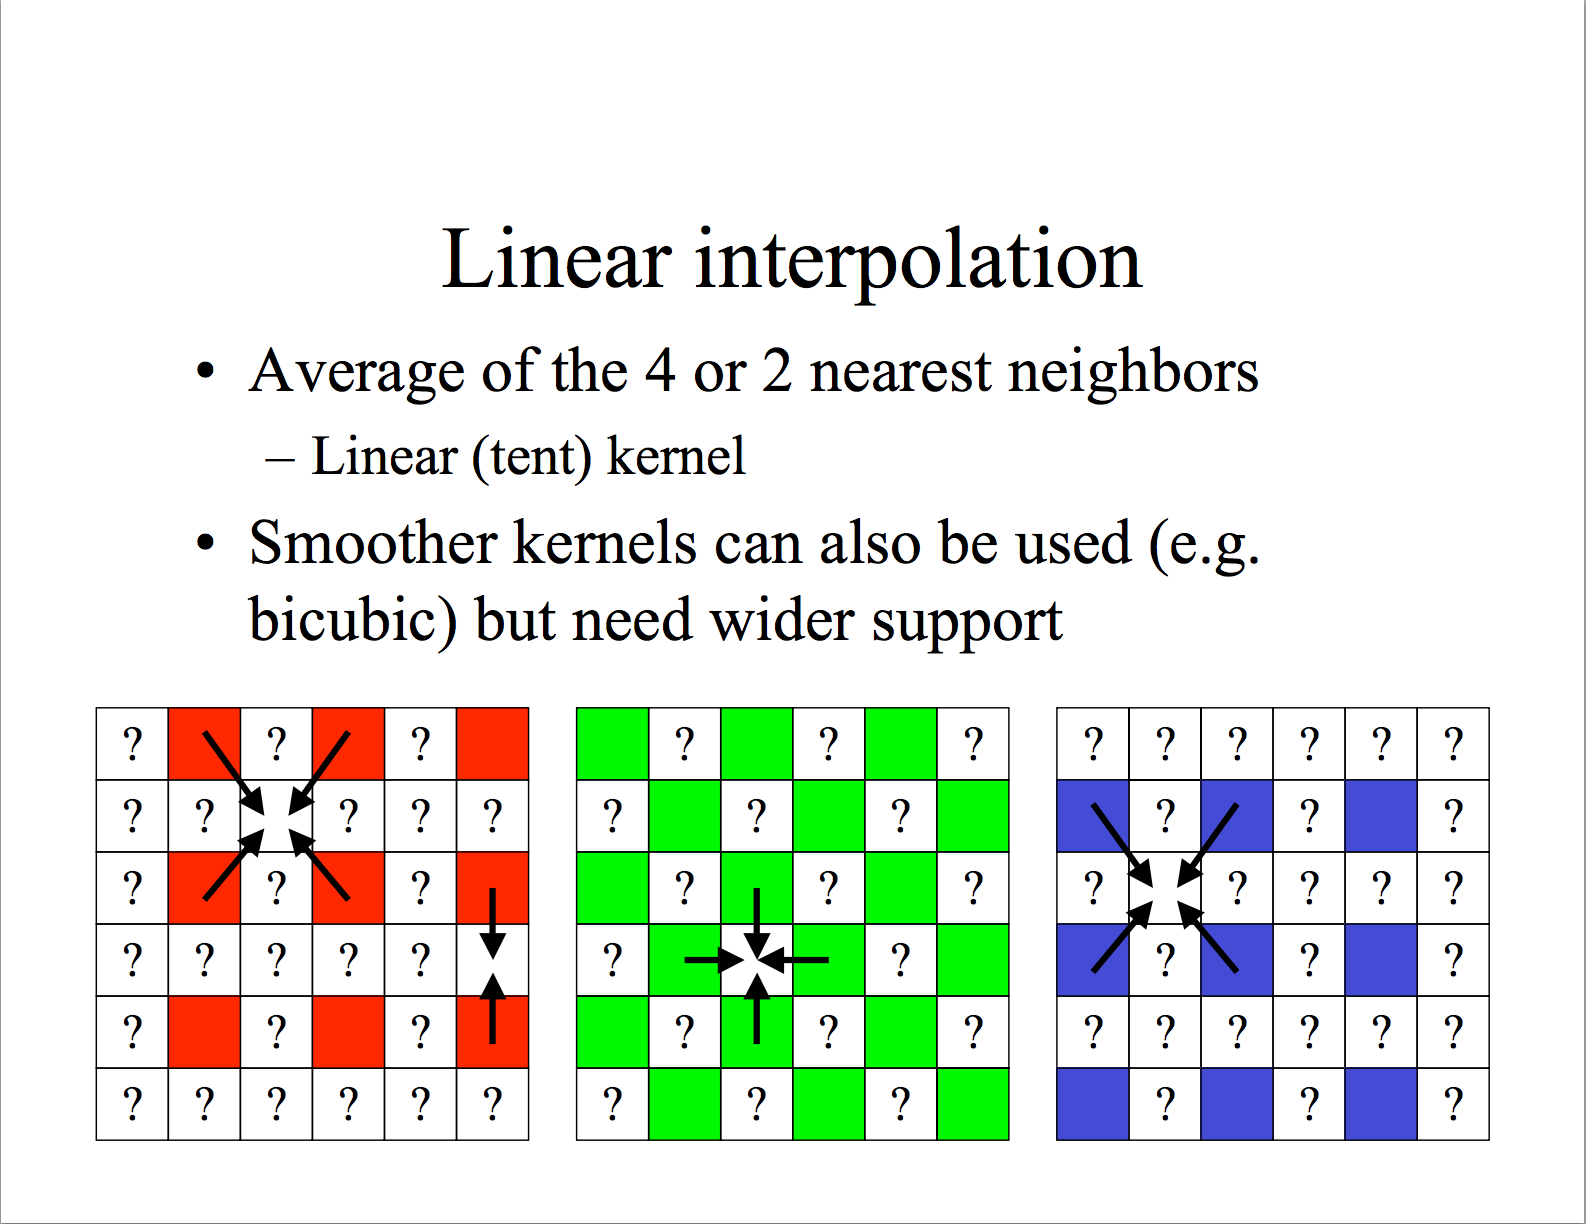 Linear interpolation
• Average of the 4 or 2 nearest neighbors
– Linear (tent) kernel
• Smoother kernels can also be used (e.g.
bicubic) but need wider support
? ? ? ? ? ? ? ? ? ? ? ?
? ? ? ? ? ? ? ? ? ? ?
? ? ? ? ? ? ? ? ? ? ?
? ? ? ? ? ? ? ? ? ?
? ? ? ? ? ? ? ? ? ? ? ?
? ? ? ? ? ? ? ? ? ? ? ?